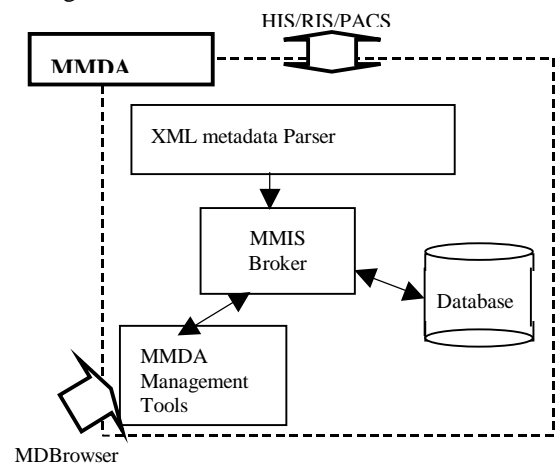 HIS/RIS/PACS
MMDA
XML metadata Parser
MMIS
Broker
Database
MMDA
Management
Tools
MDBrowser